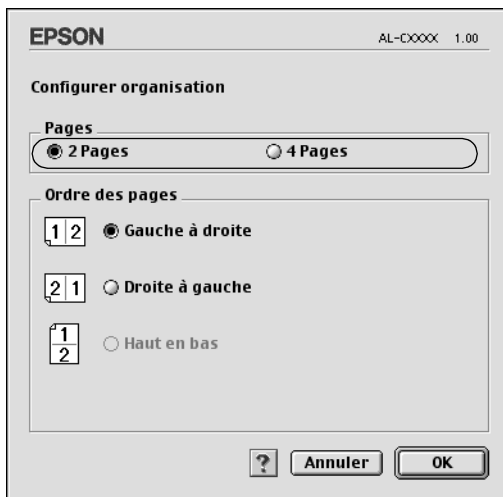 EPSON AL-CXXXX 1.00
Configurer organisation
Pages
2 Pages 4 Pages
Ordre des pages
1 2 Gauche à droite
2 1 Droite à gauche
1
2 Haut en bas
? Annuler OK